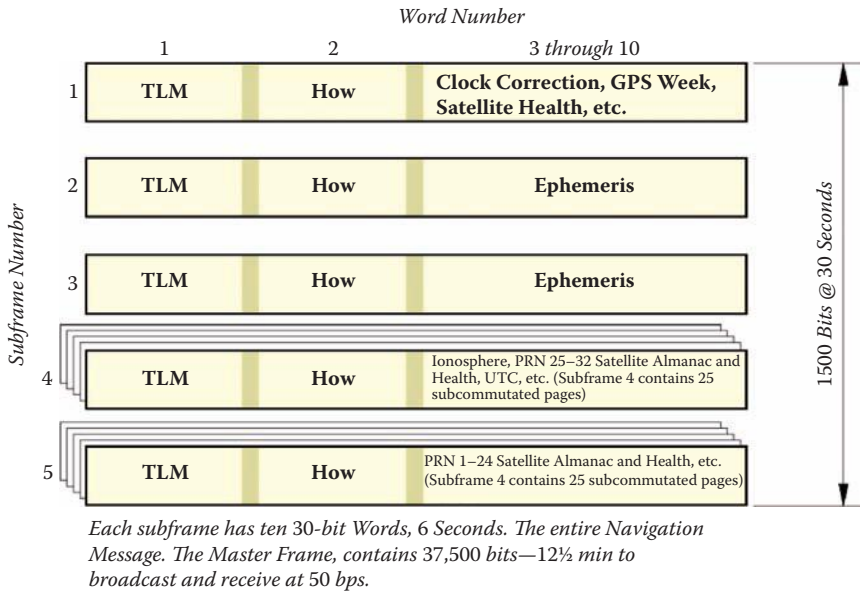 Word Number
1 2 3 through 10
Subframe Number
1 TLM How Clock Correction, GPS Week,
Satellite Health, etc.
2 TLM How Ephemeris
3 TLM How Ephemeris
4 TLM How Ionosphere, PRN 25–32 Satellite Almanac and
Health, UTC, etc. (Subframe 4 contains 25
subcommutated pages)
5 TLM How PRN 1–24 Satellite Almanac and Health, etc.
(Subframe 4 contains 25 subcommutated pages)
1500 Bits @ 30 Seconds
Each subframe has ten 30-bit Words, 6 Seconds. The entire Navigation
Message. The Master Frame, contains 37,500 bits—12½ min to
broadcast and receive at 50 bps.